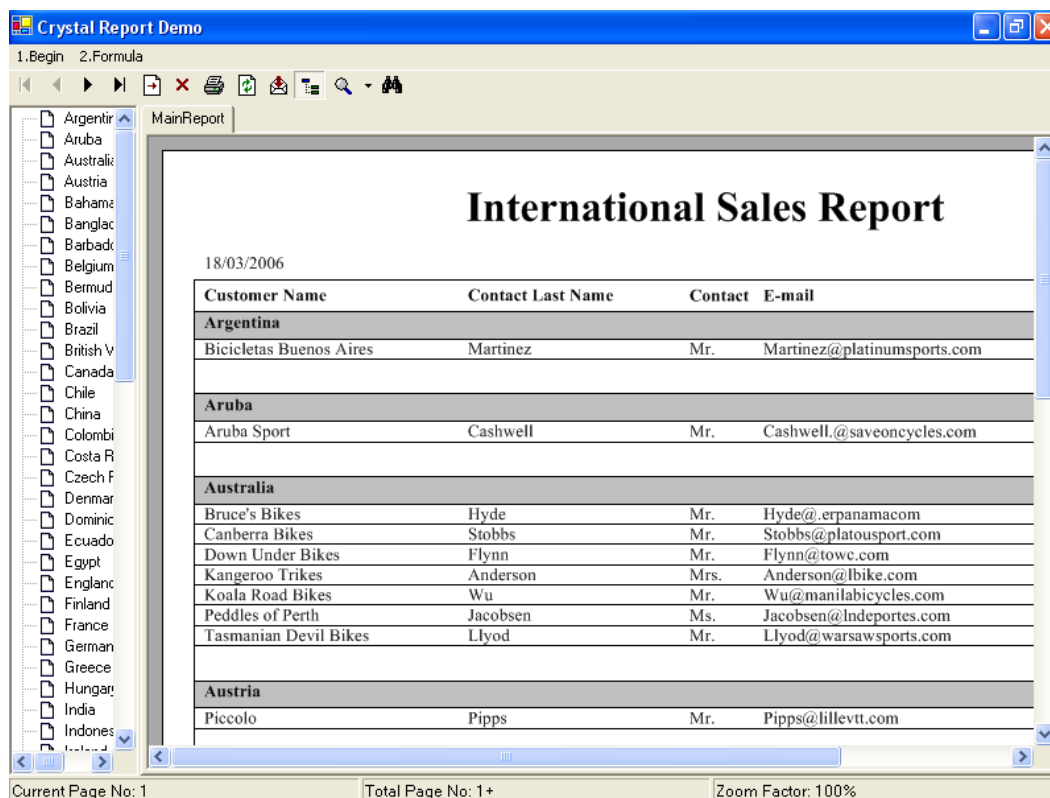 Crystal Report Demo
1.Begin 2.Formula
Argentir
Aruba
Australia
Austria
Bahama
Banglac
Barbado
Belgium
Bermud
Bolivia
Brazil
British V
Canada
Chile
China
Colombi
Costa R
Czech F
Denmar
Dominic
Ecuado
Egypt
England
Finland
France
German
Greece
Hungary
India
Indones
MainReport
International Sales Report
18/03/2006
Customer Name Contact Last Name Contact E-mail
Argentina
Bicicletas Buenos Aires Martinez Mr. Martinez@platinumsports.com
Aruba
Aruba Sport Cashwell Mr. Cashwell.@saveoncycles.com
Australia
Bruce's Bikes Hyde Mr. Hyde@.erpanamacom
Canberra Bikes Stobbs Mr. Stobbs@platousport.com
Down Under Bikes Flynn Mr. Flynn@towc.com
Kangeroo Trikes Anderson Mrs. Anderson@lbike.com
Koala Road Bikes Wu Mr. Wu@manilabicycles.com
Peddles of Perth Jacobsen Ms. Jacobsen@lndeportes.com
Tasmanian Devil Bikes Llyod Mr. Llyod@warsawsports.com
Austria
Piccolo Pipps Mr. Pipps@lillevtt.com
Current Page No: 1 Total Page No: 1+ Zoom Factor: 100%